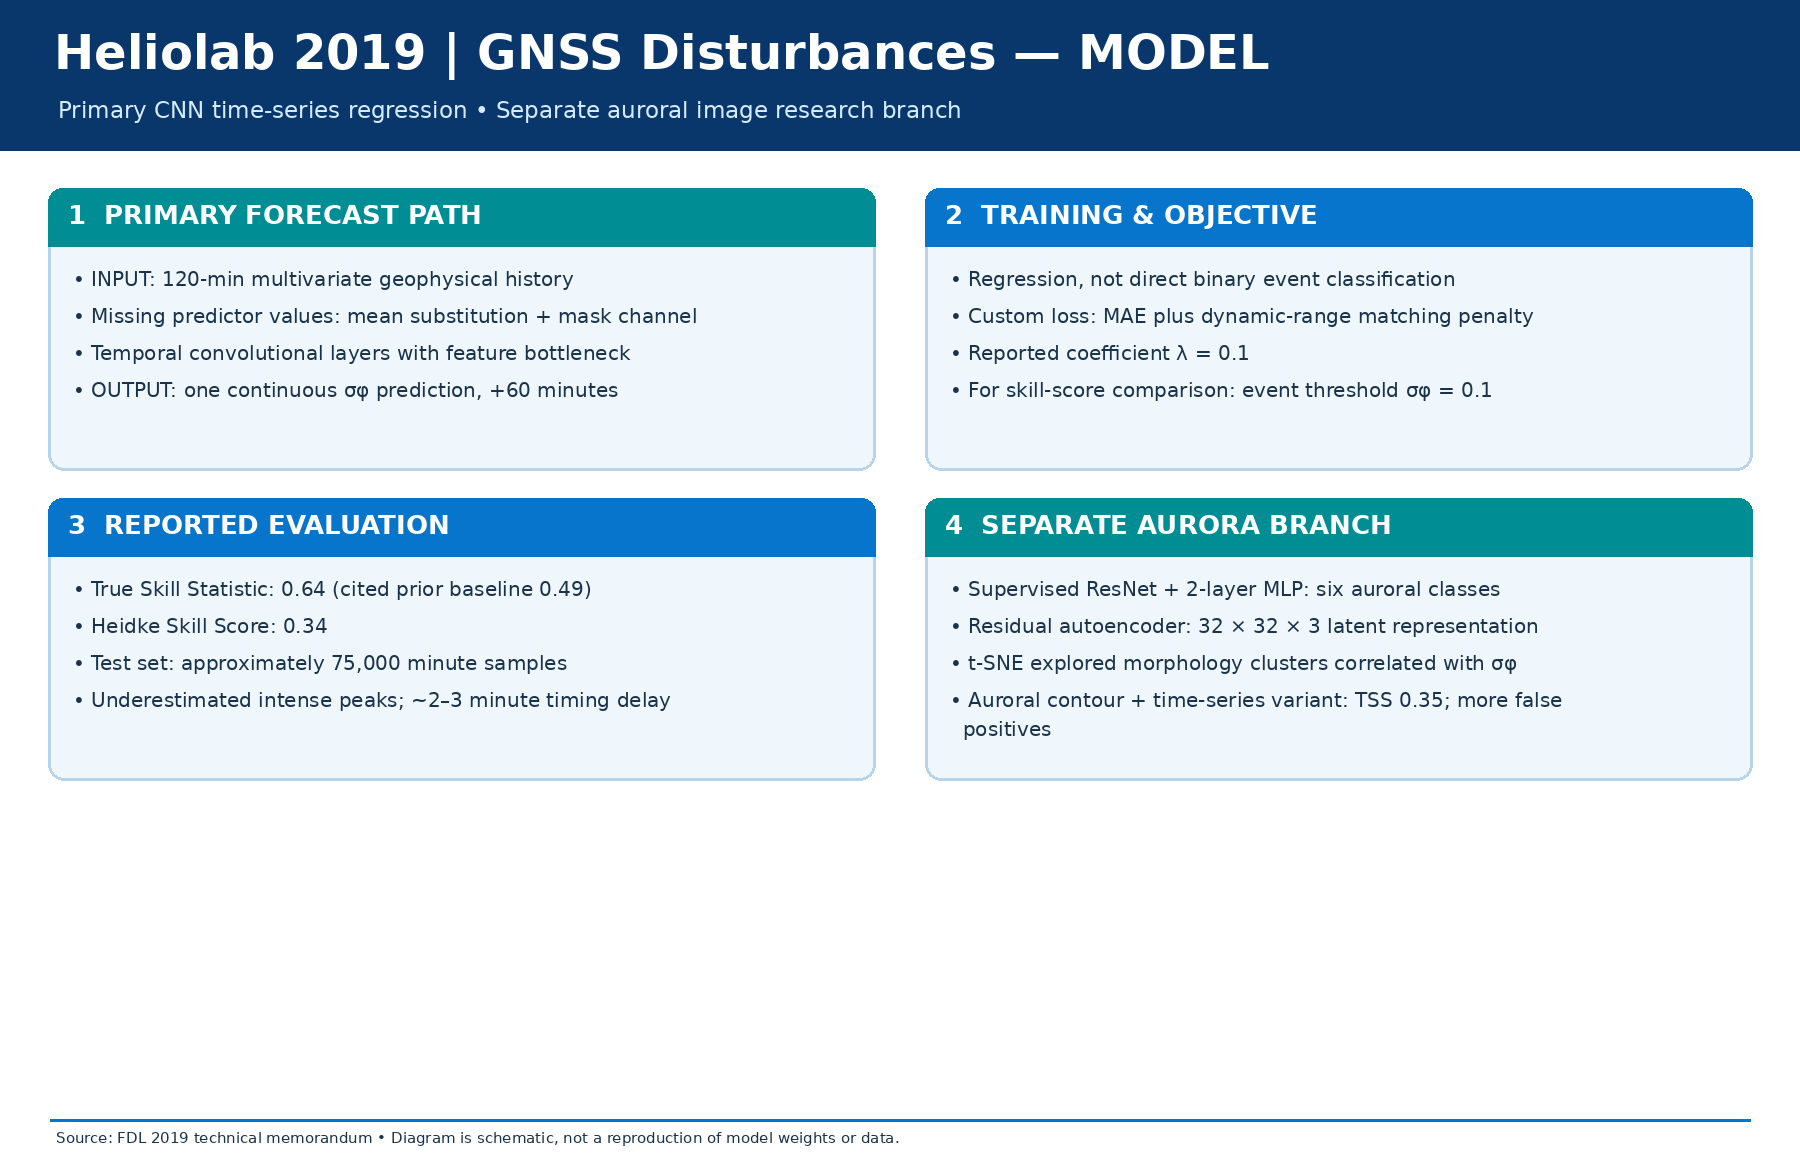 Heliolab 2019 | GNSS Disturbances — MODEL
Primary CNN time-series regression • Separate auroral image research branch
1 PRIMARY FORECAST PATH
• INPUT: 120-min multivariate geophysical history
• Missing predictor values: mean substitution + mask channel
• Temporal convolutional layers with feature bottleneck
• OUTPUT: one continuous σφ prediction, +60 minutes
2 TRAINING & OBJECTIVE
• Regression, not direct binary event classification
• Custom loss: MAE plus dynamic-range matching penalty
• Reported coefficient λ = 0.1
• For skill-score comparison: event threshold σφ = 0.1
3 REPORTED EVALUATION
• True Skill Statistic: 0.64 (cited prior baseline 0.49)
• Heidke Skill Score: 0.34
• Test set: approximately 75,000 minute samples
• Underestimated intense peaks; ~2–3 minute timing delay
4 SEPARATE AURORA BRANCH
• Supervised ResNet + 2-layer MLP: six auroral classes
• Residual autoencoder: 32 × 32 × 3 latent representation
• t-SNE explored morphology clusters correlated with σφ
• Auroral contour + time-series variant: TSS 0.35; more false
positives
Source: FDL 2019 technical memorandum • Diagram is schematic, not a reproduction of model weights or data.